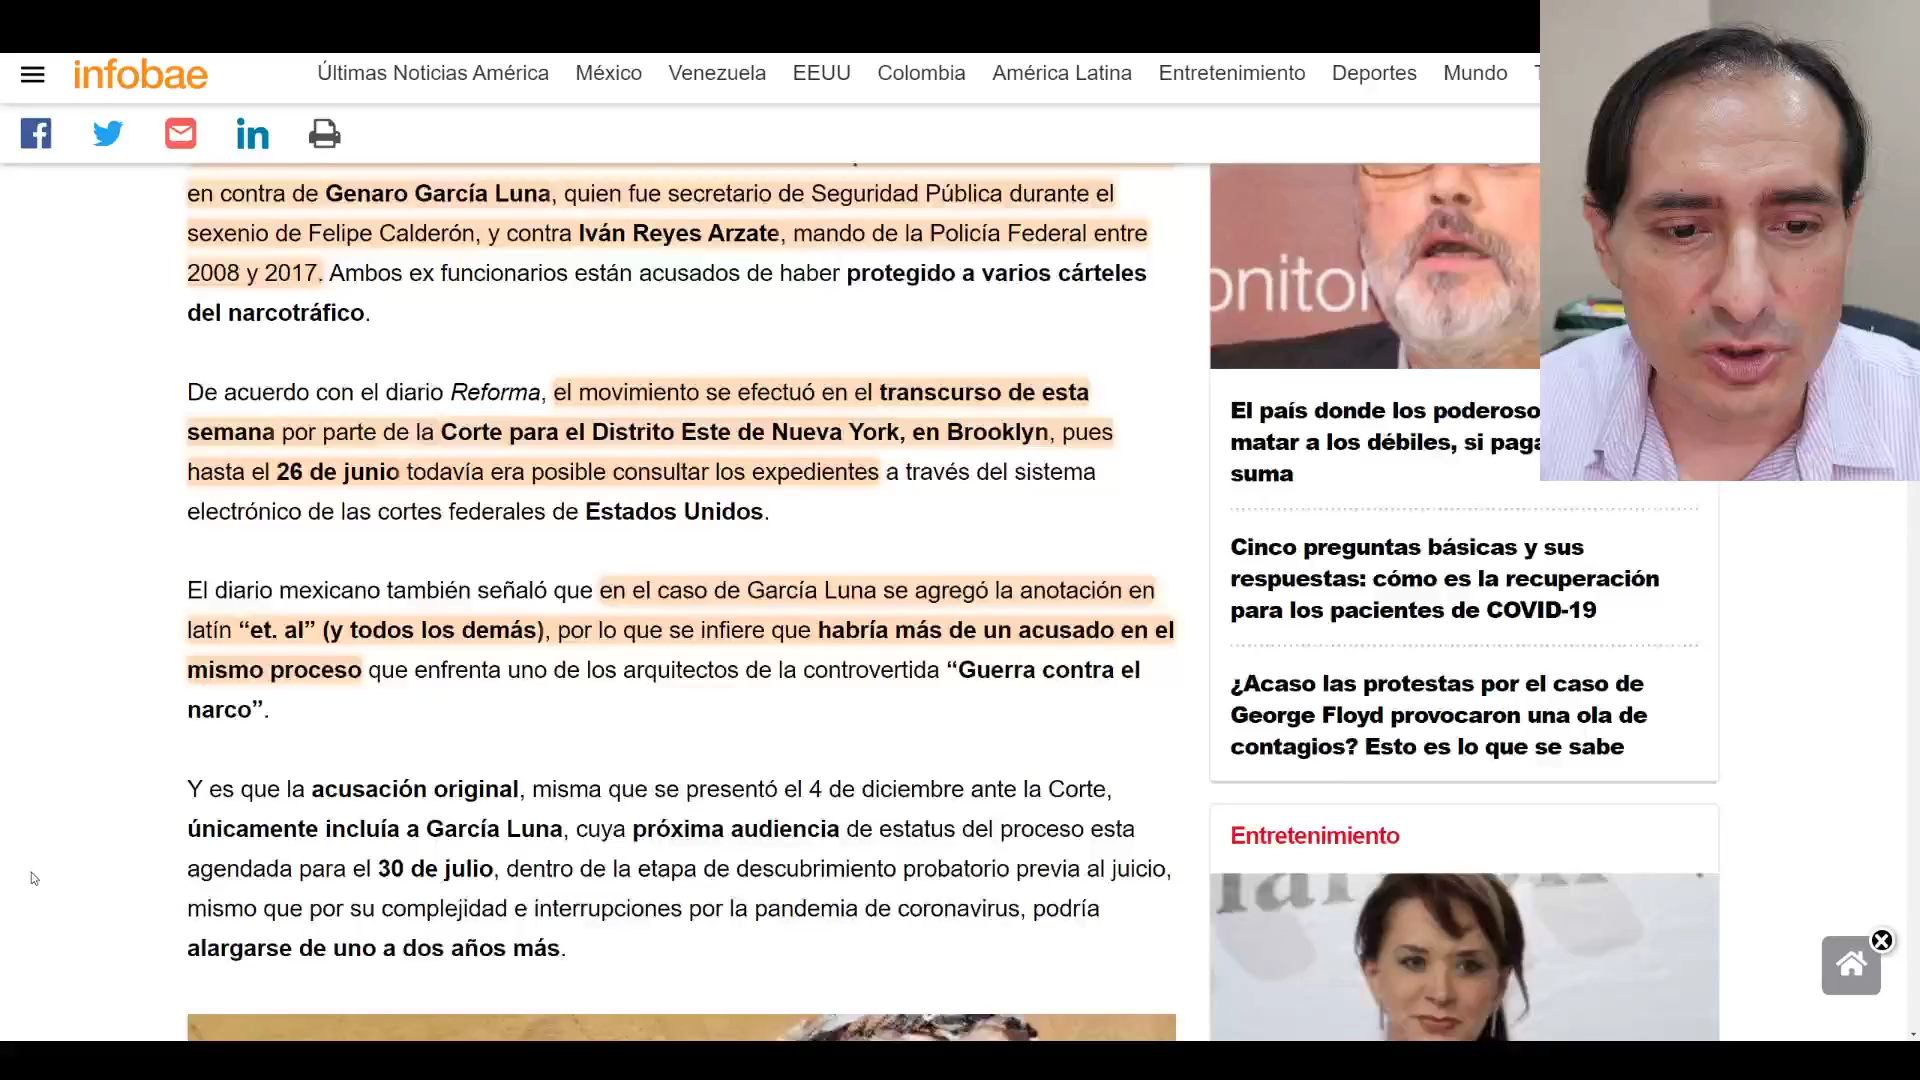 infobae
Últimas Noticias América México Venezuela EEUU Colombia América Latina Entretenimiento Deportes Mundo
en contra de Genaro García Luna, quien fue secretario de Seguridad Pública durante el
sexenio de Felipe Calderón, y contra Iván Reyes Arzate, mando de la Policía Federal entre
2008 y 2017. Ambos ex funcionarios están acusados de haber protegido a varios cárteles
del narcotráfico.
De acuerdo con el diario Reforma, el movimiento se efectuó en el transcurso de esta
semana por parte de la Corte para el Distrito Este de Nueva York, en Brooklyn, pues
hasta el 26 de junio todavía era posible consultar los expedientes a través del sistema
electrónico de las cortes federales de Estados Unidos.
El diario mexicano también señaló que en el caso de García Luna se agregó la anotación en
latín “et. al” (y todos los demás), por lo que se infiere que habría más de un acusado en el
mismo proceso que enfrenta uno de los arquitectos de la controvertida “Guerra contra el
narco”.
Y es que la acusación original, misma que se presentó el 4 de diciembre ante la Corte,
únicamente incluía a García Luna, cuya próxima audiencia de estatus del proceso esta
agendada para el 30 de julio, dentro de la etapa de descubrimiento probatorio previa al juicio,
mismo que por su complejidad e interrupciones por la pandemia de coronavirus, podría
alargarse de uno a dos años más.
onitor
El país donde los poderoso
matar a los débiles, si paga
suma
Cinco preguntas básicas y sus
respuestas: cómo es la recuperación
para los pacientes de COVID-19
¿Acaso las protestas por el caso de
George Floyd provocaron una ola de
contagios? Esto es lo que se sabe
Entretenimiento